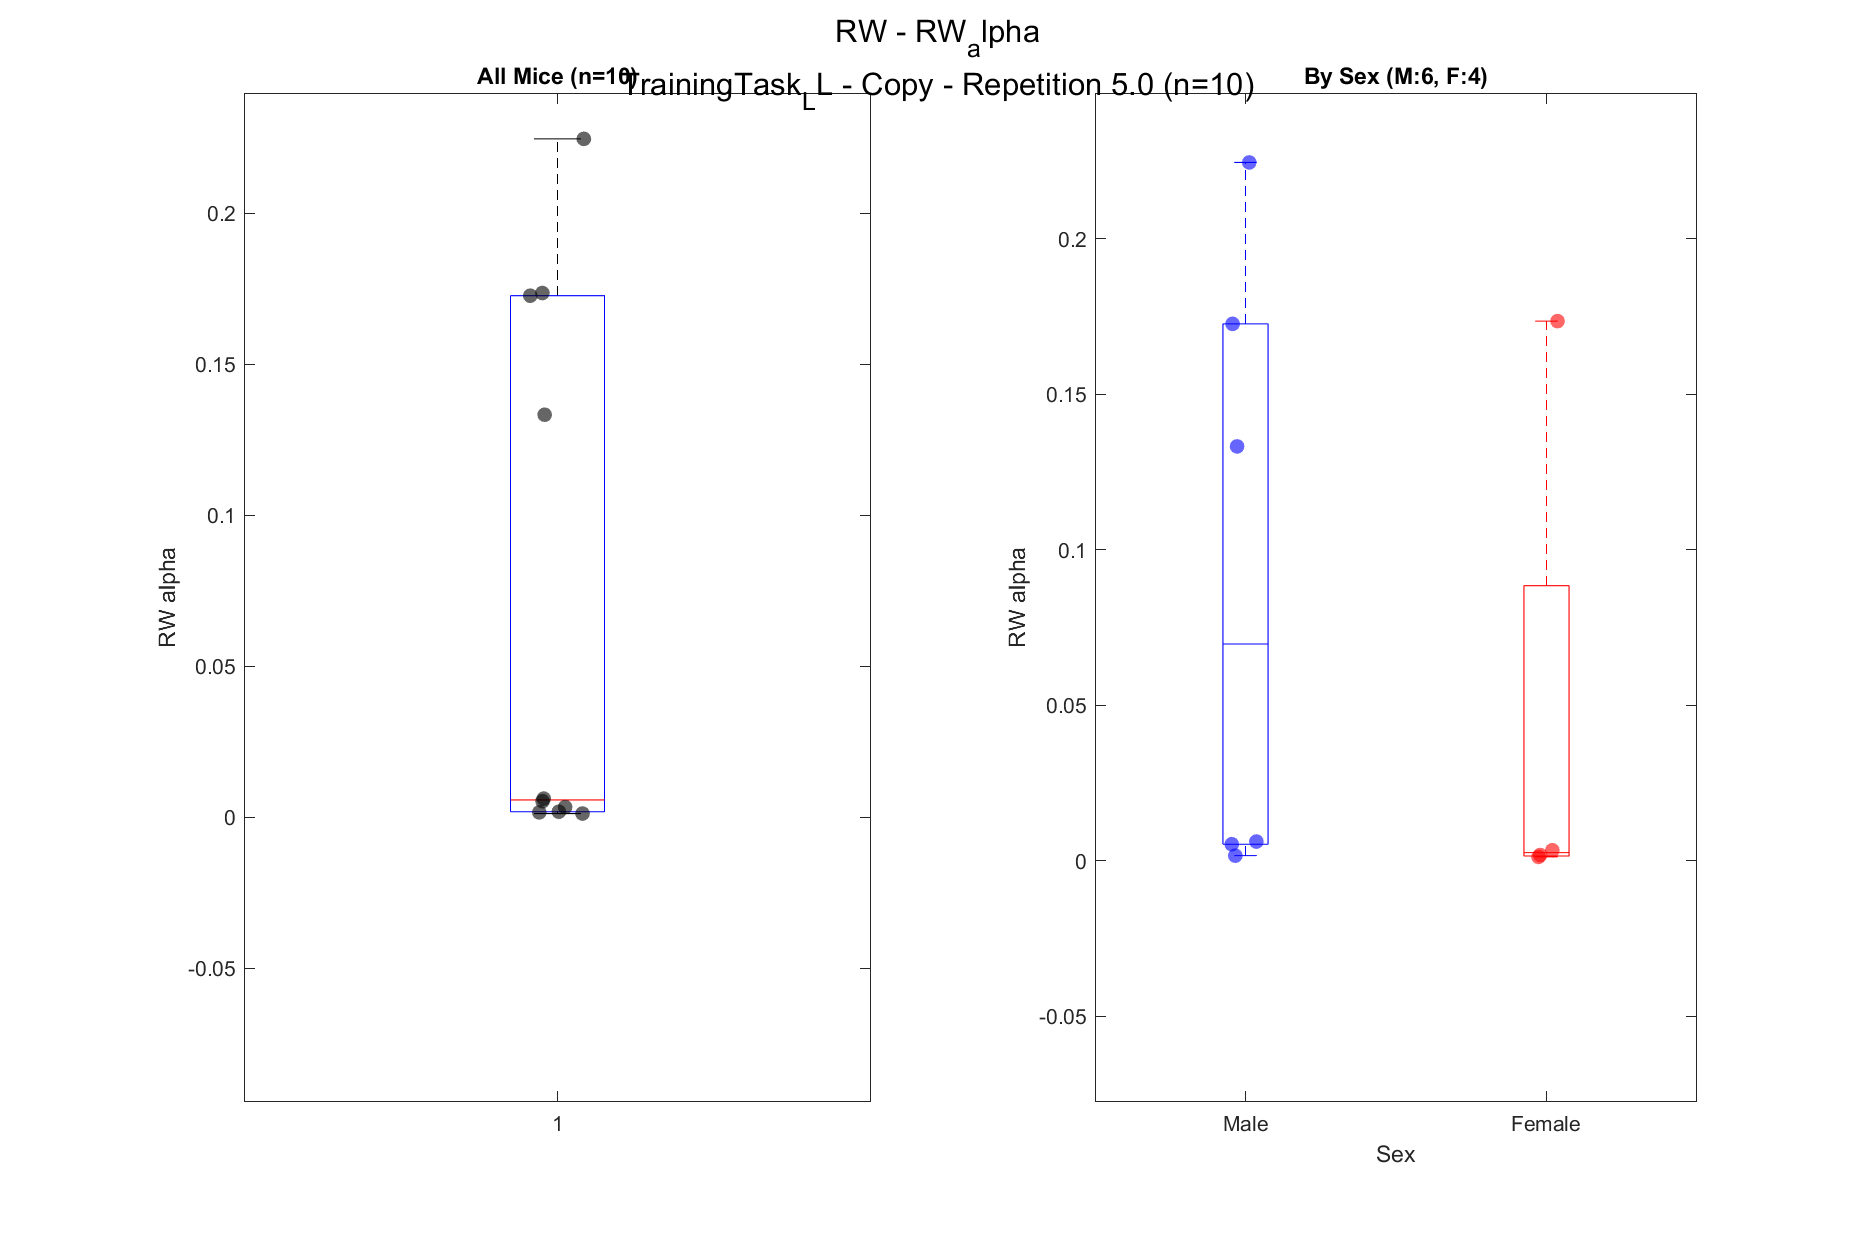 RW - RW_alpha
TrainingTask_LL - Copy - Repetition 5.0 (n=10)
All Mice (n=10)
RW alpha
0.2
0.15
0.1
0.05
0
-0.05
1
By Sex (M:6, F:4)
RW alpha
0.2
0.15
0.1
0.05
0
-0.05
Male Female
Sex